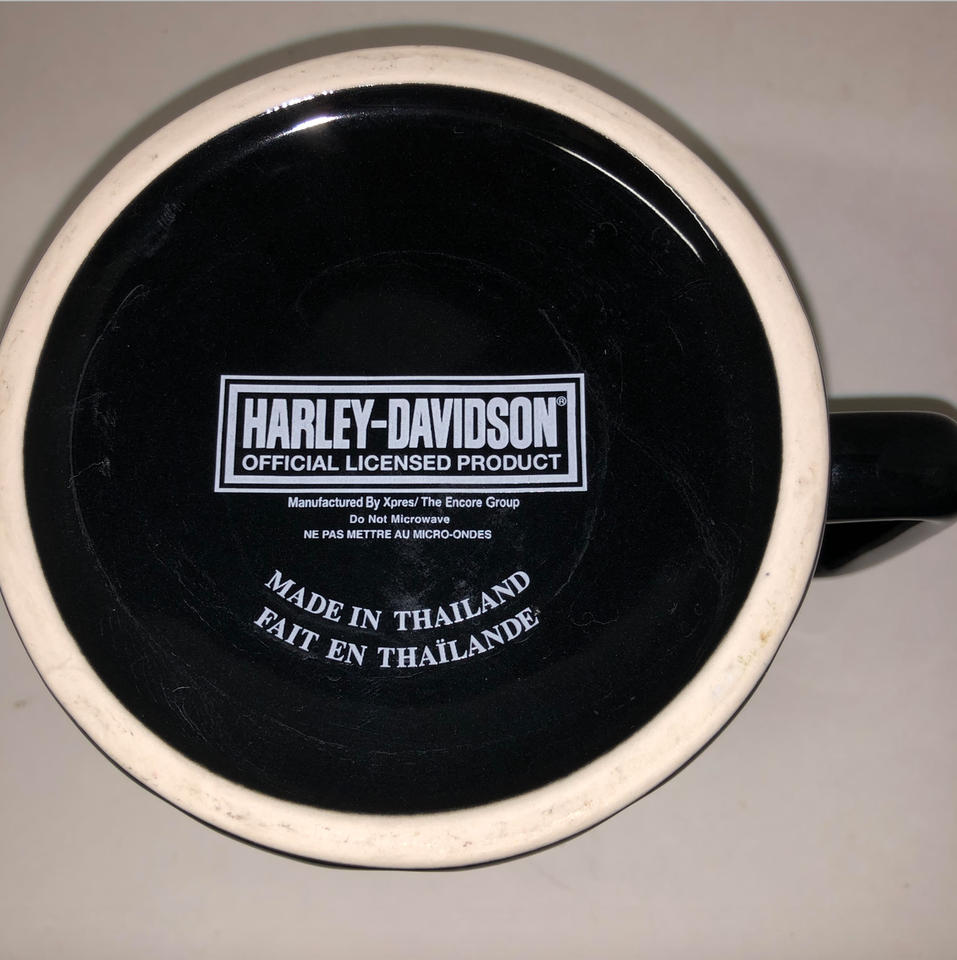 HARLEY-DAVIDSON®
OFFICIAL LICENSED PRODUCT
Manufactured By Xpres/ The Encore Group
Do Not Microwave
NE PAS METTRE AU MICRO-ONDES
MADE IN THAILAND
FAIT EN THAÏLANDE